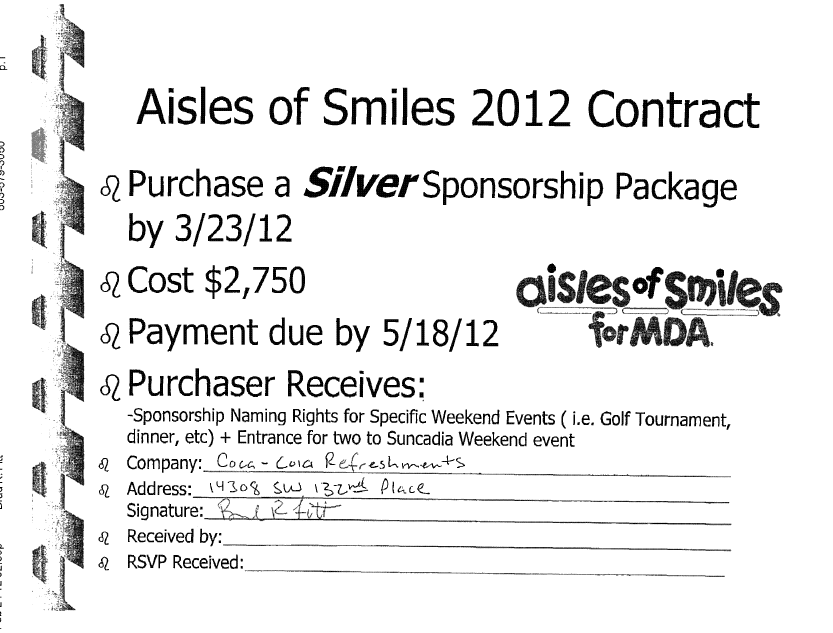 Aisles of Smiles 2012 Contract
Purchase a Silver Sponsorship Package
by 3/23/12
Cost $2,750
aisles of smiles
for MDA.
Payment due by 5/18/12
Purchaser Receives:
-Sponsorship Naming Rights for Specific Weekend Events ( i.e. Golf Tournament,
dinner, etc) + Entrance for two to Suncadia Weekend event
Company: Coca-Cola Refreshments
Address: 14308 SW 132nd Place
Signature:
Received by:
RSVP Received:
p.1